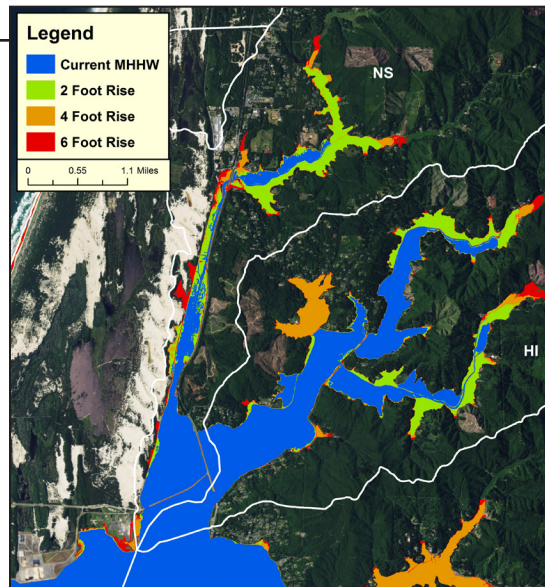 Legend
Current MHHW
2 Foot Rise
4 Foot Rise
6 Foot Rise
0 0.55 1.1 Miles
NS
HI